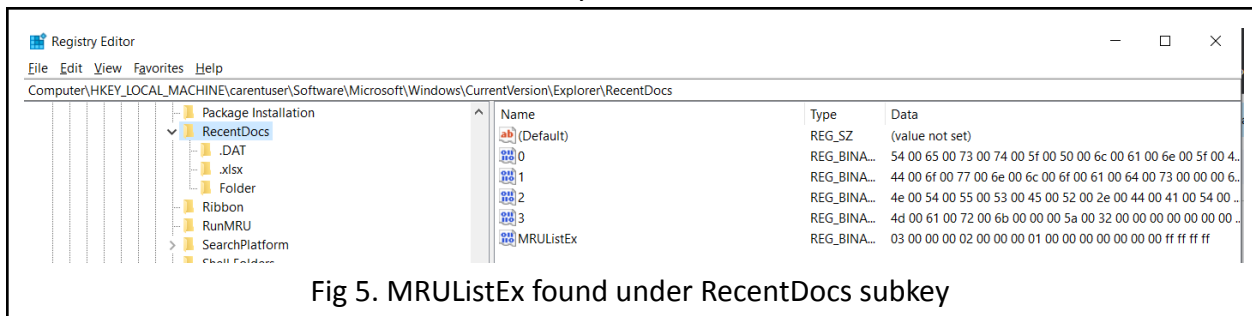 Registry Editor
File Edit View Favorites Help
Computer\HKEY_LOCAL_MACHINE\carentuser\Software\Microsoft\Windows\CurrentVersion\Explorer\RecentDocs
Package Installation
RecentDocs
.DAT
.xlsx
Folder
Ribbon
RunMRU
SearchPlatform
Shell Folders
Name Type Data
(Default) REG_SZ (value not set)
0 REG_BINA... 54 00 65 00 73 00 74 00 5f 00 50 00 6c 00 61 00 6e 00 5f 00 4...
1 REG_BINA... 44 00 6f 00 77 00 6e 00 6c 00 6f 00 61 00 64 00 73 00 00 00 6...
2 REG_BINA... 4e 00 54 00 55 00 53 00 45 00 52 00 2e 00 44 00 41 00 54 00 ...
3 REG_BINA... 4d 00 61 00 72 00 6b 00 00 00 5a 00 32 00 00 00 00 00 00 00 ...
MRUListEx REG_BINA... 03 00 00 00 02 00 00 00 01 00 00 00 00 00 00 00 ff ff ff ff
Fig 5. MRUListEx found under RecentDocs subkey